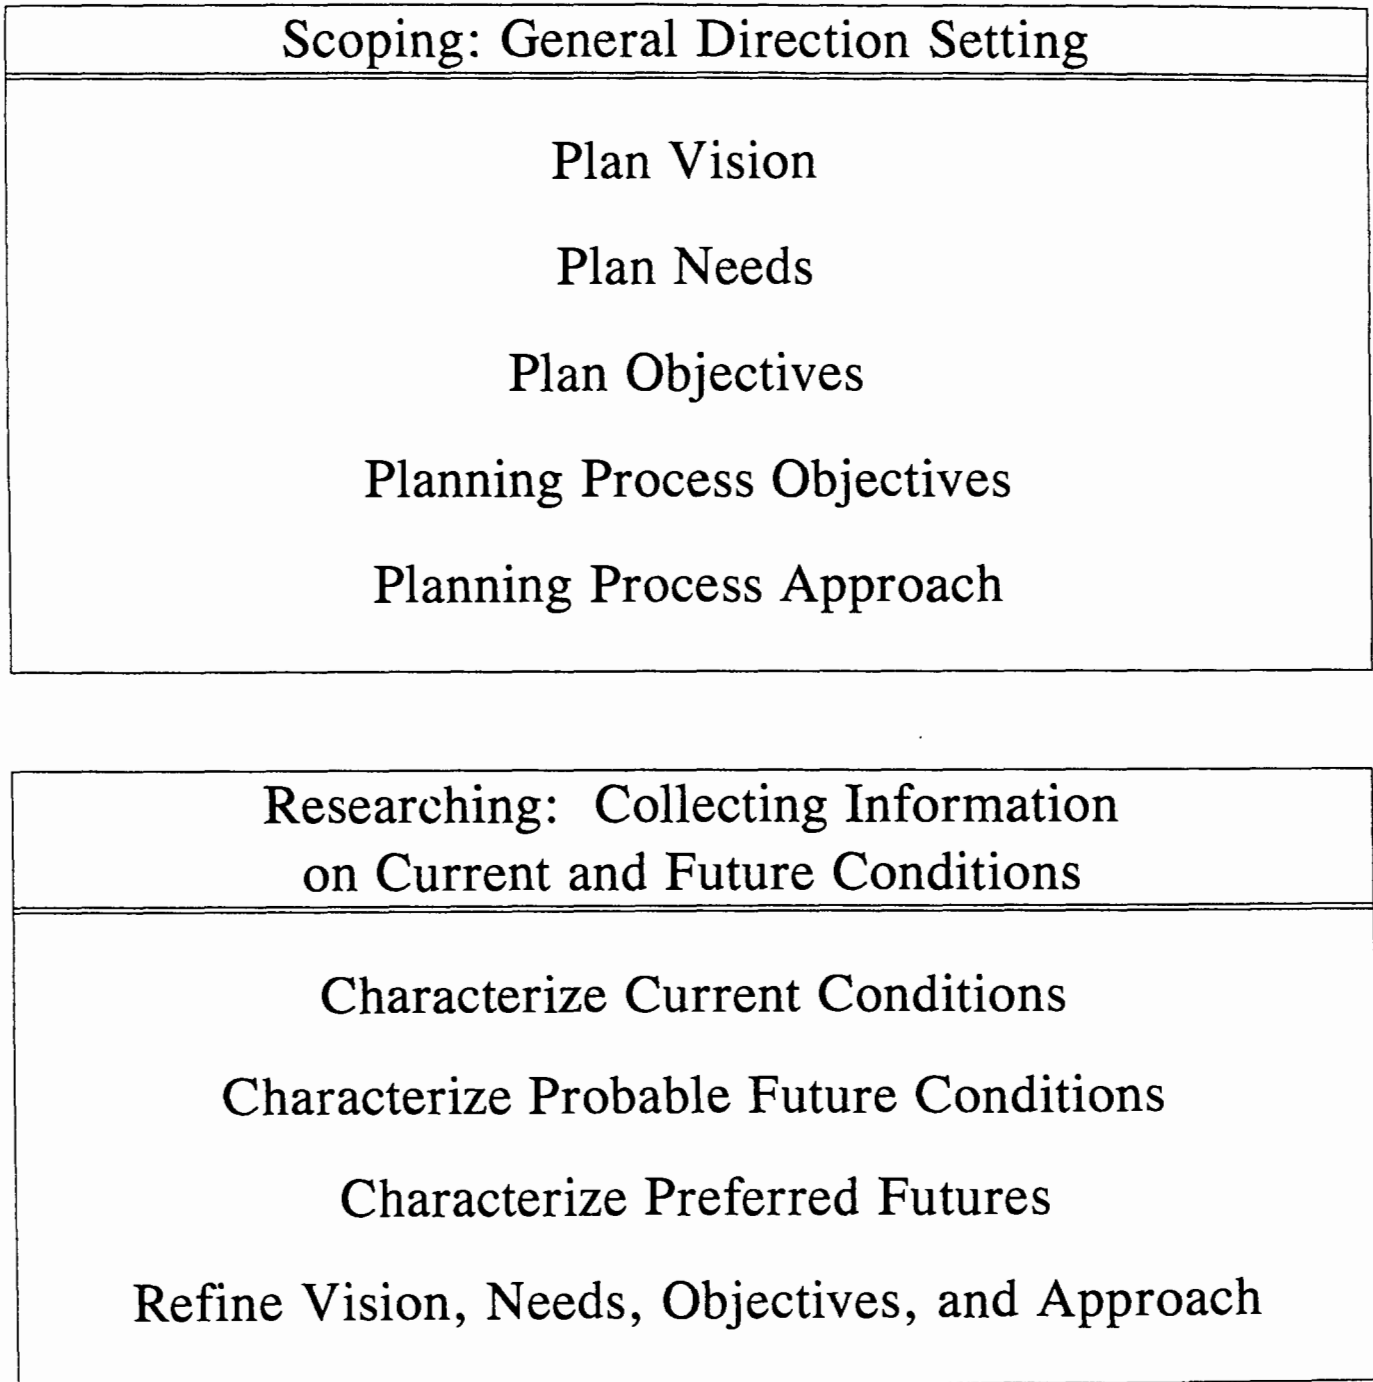 Scoping: General Direction Setting
Plan Vision
Plan Needs
Plan Objectives
Planning Process Objectives
Planning Process Approach
Researching: Collecting Information
on Current and Future Conditions
Characterize Current Conditions
Characterize Probable Future Conditions
Characterize Preferred Futures
Refine Vision, Needs, Objectives, and Approach